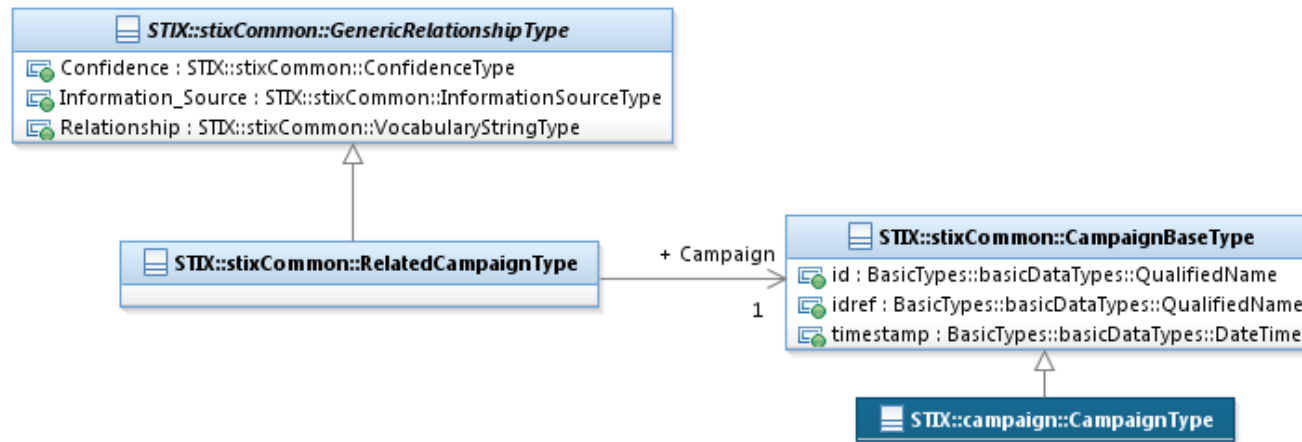 STIX::stixCommon::GenericRelationshipType
Confidence : STIX::stixCommon::ConfidenceType
Information_Source : STIX::stixCommon::InformationSourceType
Relationship : STIX::stixCommon::VocabularyStringType
STIX::stixCommon::RelatedCampaignType
+ Campaign
1
STIX::stixCommon::CampaignBaseType
id : BasicTypes::basicDataTypes::QualifiedName
idref : BasicTypes::basicDataTypes::QualifiedName
timestamp : BasicTypes::basicDataTypes::DateTime
STIX::campaign::CampaignType